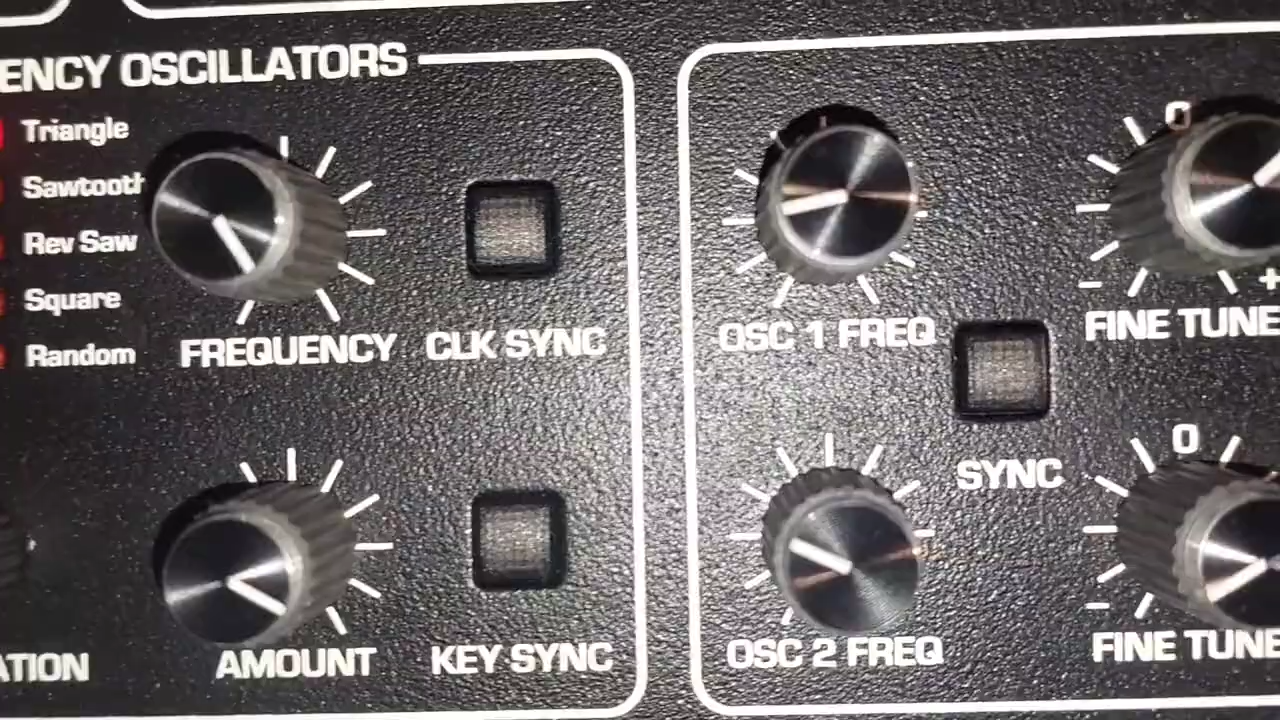 ENCY OSCILLATORS
Triangle
Sawtooth
Rev Saw
Square
Random
FREQUENCY
CLK SYNC
AMOUNT
KEY SYNC
ATION
0
- +
OSC 1 FREQ
FINE TUNE
SYNC
0
-
OSC 2 FREQ
FINE TUNE